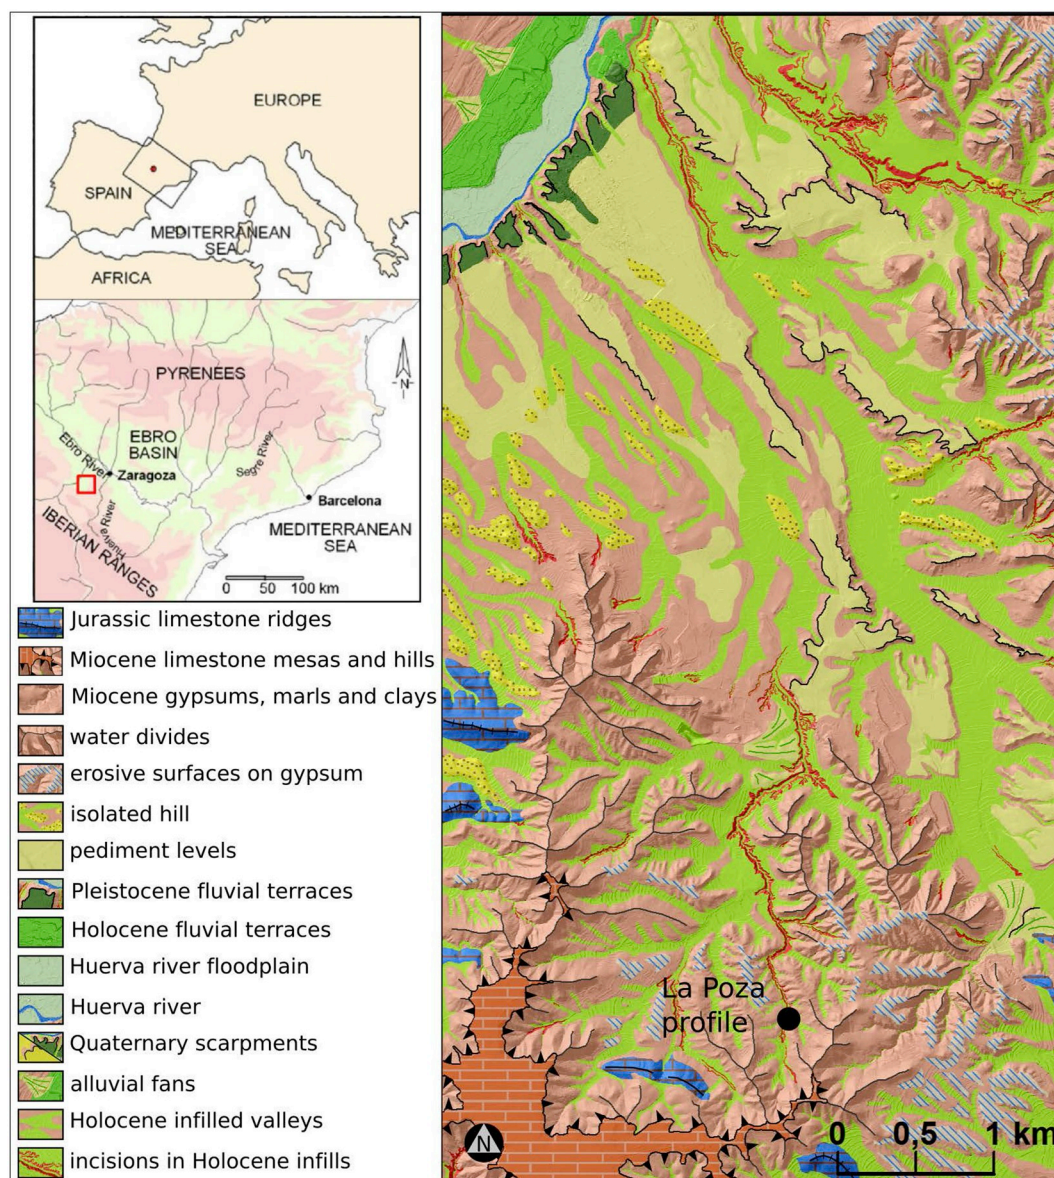 EUROPE
SPAIN
MEDITERRANEAN
SEA
AFRICA
PYRENEES
N
EBRO
BASIN
Ebro River
Zaragoza
Segre River
Barcelona
Huerva River
IBERIAN RANGES
MEDITERRANEAN
SEA
0 50 100 km
Jurassic limestone ridges
Miocene limestone mesas and hills
Miocene gypsums, marls and clays
water divides
erosive surfaces on gypsum
isolated hill
pediment levels
Pleistocene fluvial terraces
Holocene fluvial terraces
Huerva river floodplain
Huerva river
Quaternary scarpments
alluvial fans
Holocene infilled valleys
incisions in Holocene infills
La Poza
profile
N
0 0,5 1 km